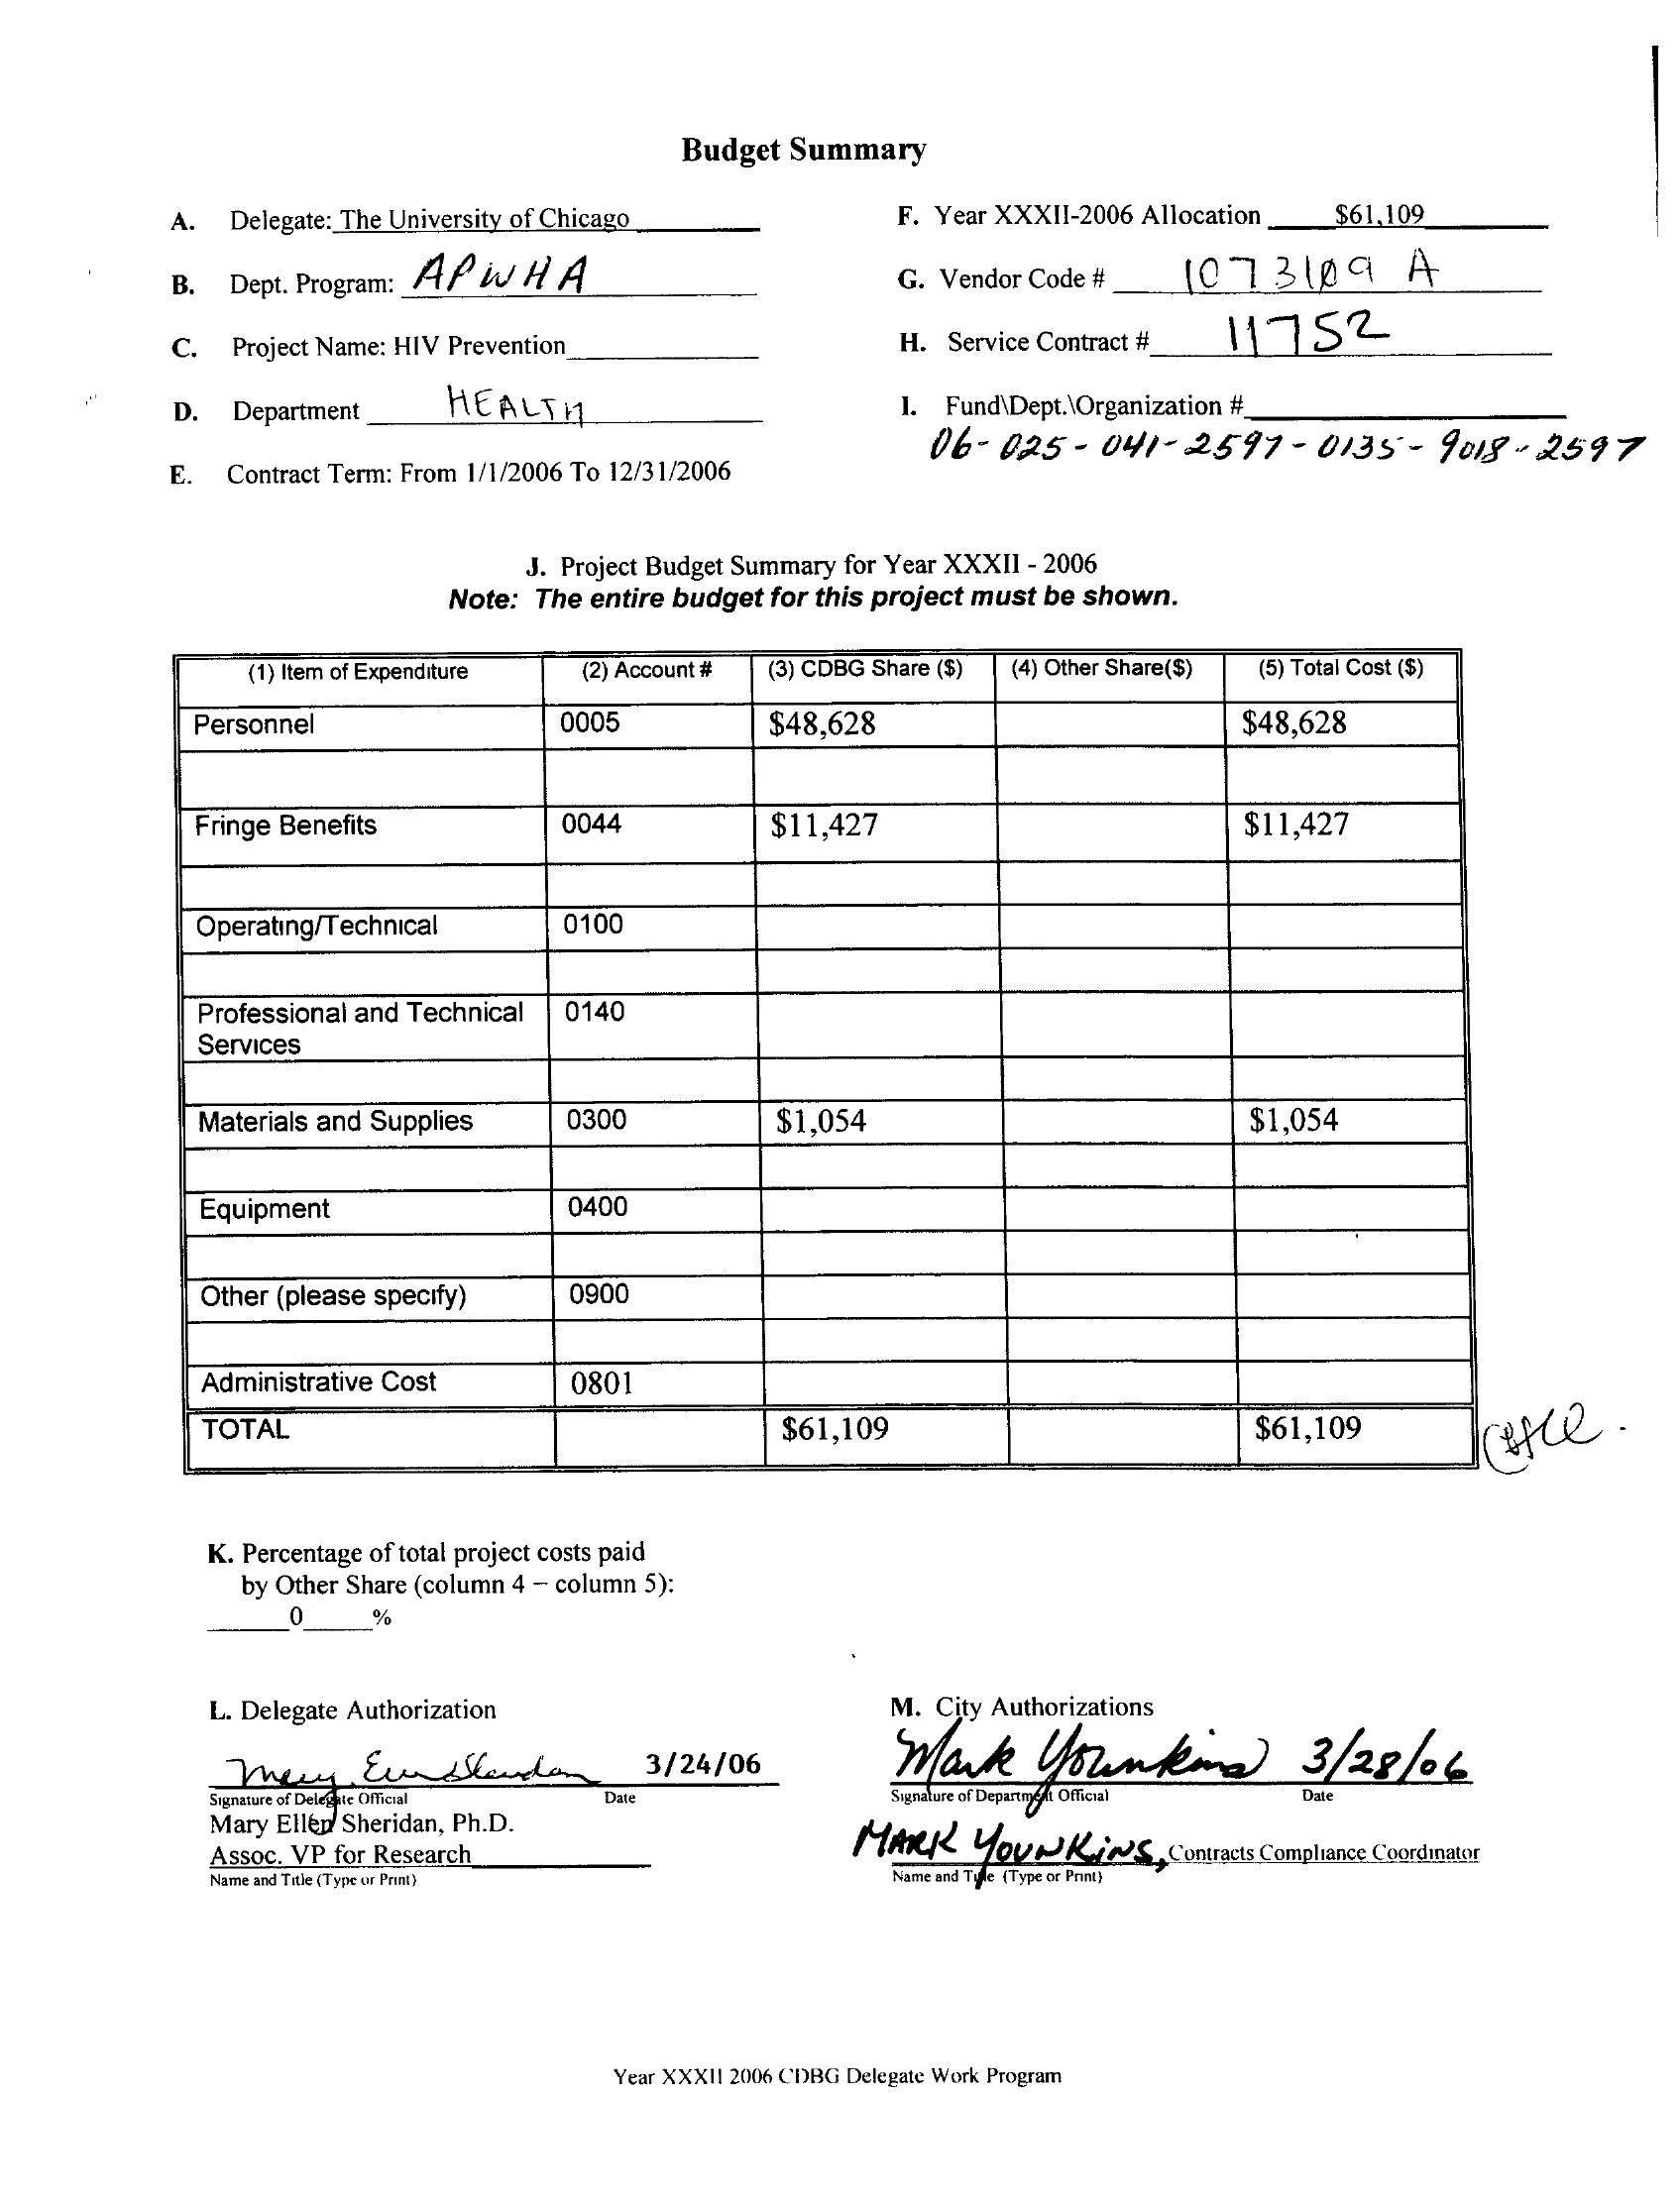 Budget Summary
A. Delegate: The University of Chicago
F. Year XXXII-2006 Allocation $61,109
B. Dept. Program: APWHA
G. Vendor Code # 1073109 A
C. Project Name: HIV Prevention
H. Service Contract # 11752
D. Department HEALTH
I. Fund\Dept.\Organization #
06-025-041-2597-0135-9018-2597
E. Contract Term: From 1/1/2006 To 12/31/2006
J. Project Budget Summary for Year XXXII - 2006
Note: The entire budget for this project must be shown.
(1) Item of Expenditure (2) Account # (3) CDBG Share ($) (4) Other Share($) (5) Total Cost ($)
Personnel 0005 $48,628 $48,628
Fringe Benefits 0044 $11,427 $11,427
Operating/Technical 0100
Professional and Technical 0140
Services
Materials and Supplies 0300 $1,054 $1,054
Equipment 0400
Other (please specify) 0900
Administrative Cost 0801
TOTAL $61,109 $61,109
K. Percentage of total project costs paid
by Other Share (column 4 – column 5):
0 %
L. Delegate Authorization
M. City Authorizations
3/24/06
Mark Younkins 3/28/06
Signature of Delegate Official Date
Signature of Department Official Date
Mary Ellen Sheridan, Ph.D.
MARK YOUNKINS, Contracts Compliance Coordinator
Assoc. VP for Research
Name and Title (Type or Print)
Name and Title (Type or Print)
Year XXXII 2006 CDBG Delegate Work Program